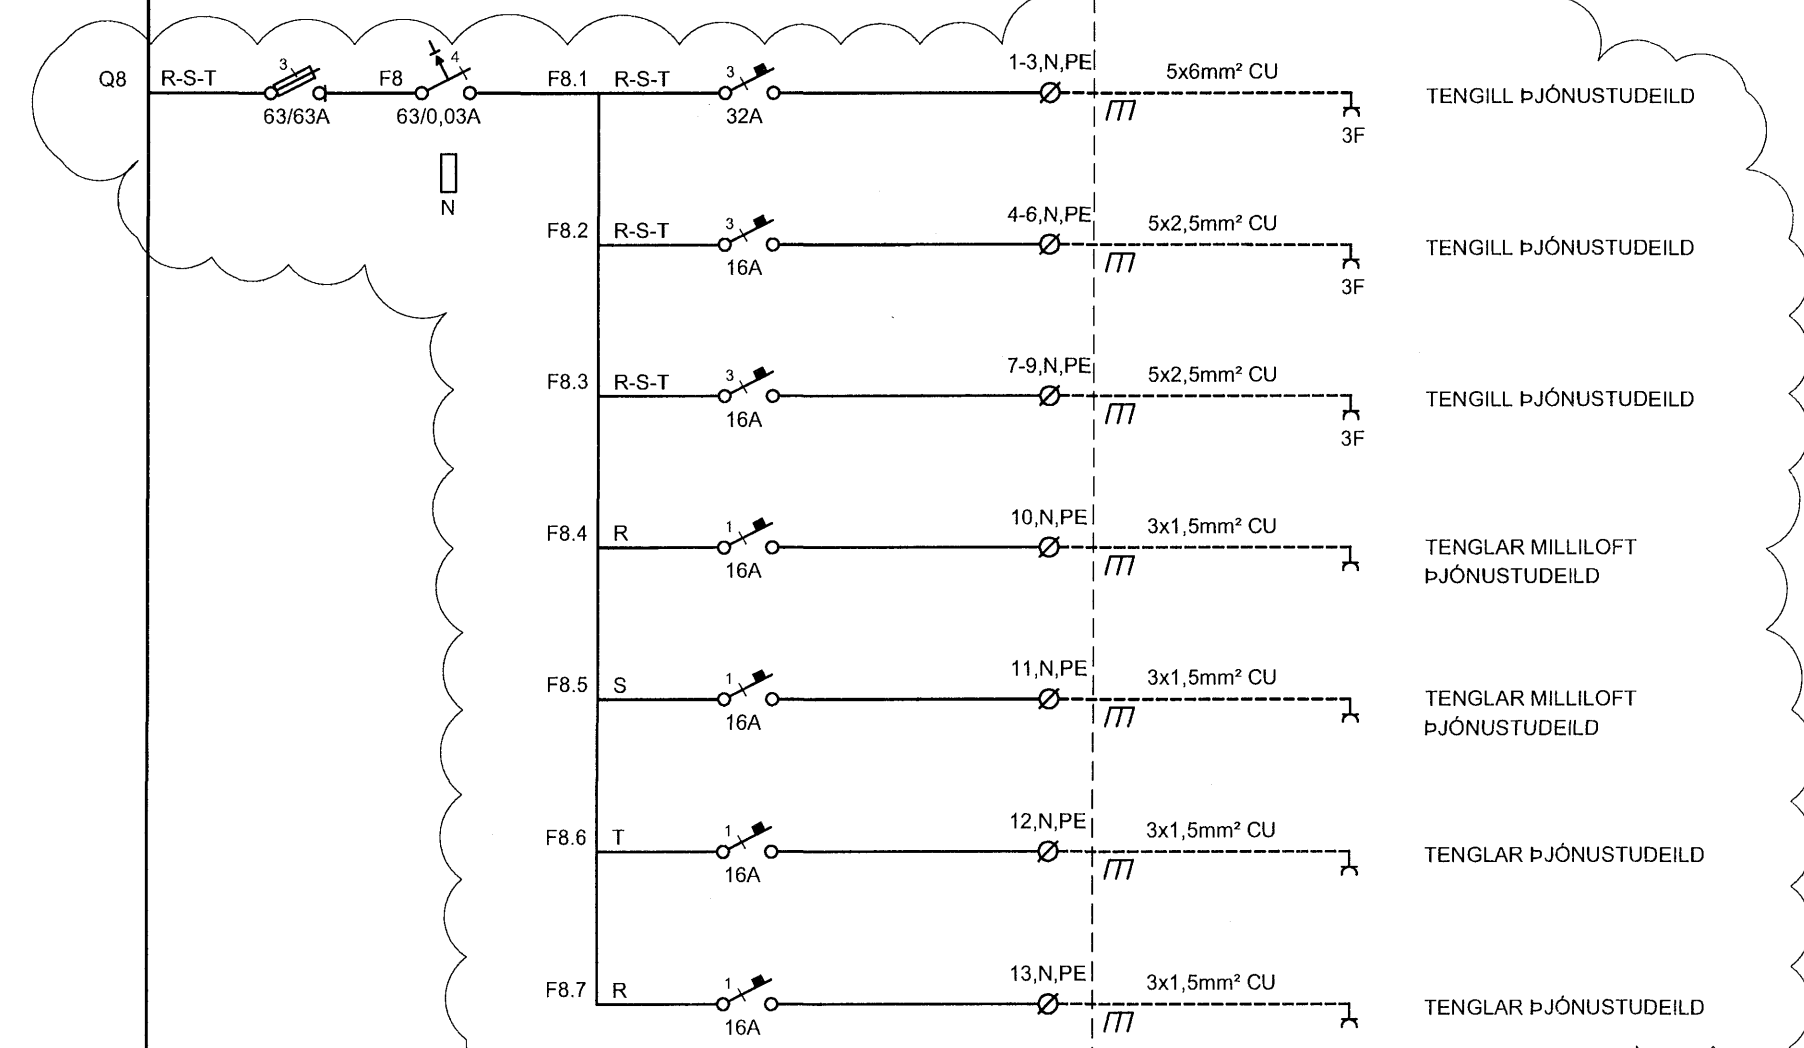 Q8 R-S-T 3 63/63A F8 4 63/0,03A N
F8.1 R-S-T 3 32A 1-3,N,PE 5x6mm² CU 3F TENGILL ÞJÓNUSTUDEILD
F8.2 R-S-T 3 16A 4-6,N,PE 5x2,5mm² CU 3F TENGILL ÞJÓNUSTUDEILD
F8.3 R-S-T 3 16A 7-9,N,PE 5x2,5mm² CU 3F TENGILL ÞJÓNUSTUDEILD
F8.4 R 1 16A 10,N,PE 3x1,5mm² CU TENGLAR MILLILOFT
ÞJÓNUSTUDEILD
F8.5 S 1 16A 11,N,PE 3x1,5mm² CU TENGLAR MILLILOFT
ÞJÓNUSTUDEILD
F8.6 T 1 16A 12,N,PE 3x1,5mm² CU TENGLAR ÞJÓNUSTUDEILD
F8.7 R 1 16A 13,N,PE 3x1,5mm² CU TENGLAR ÞJÓNUSTUDEILD